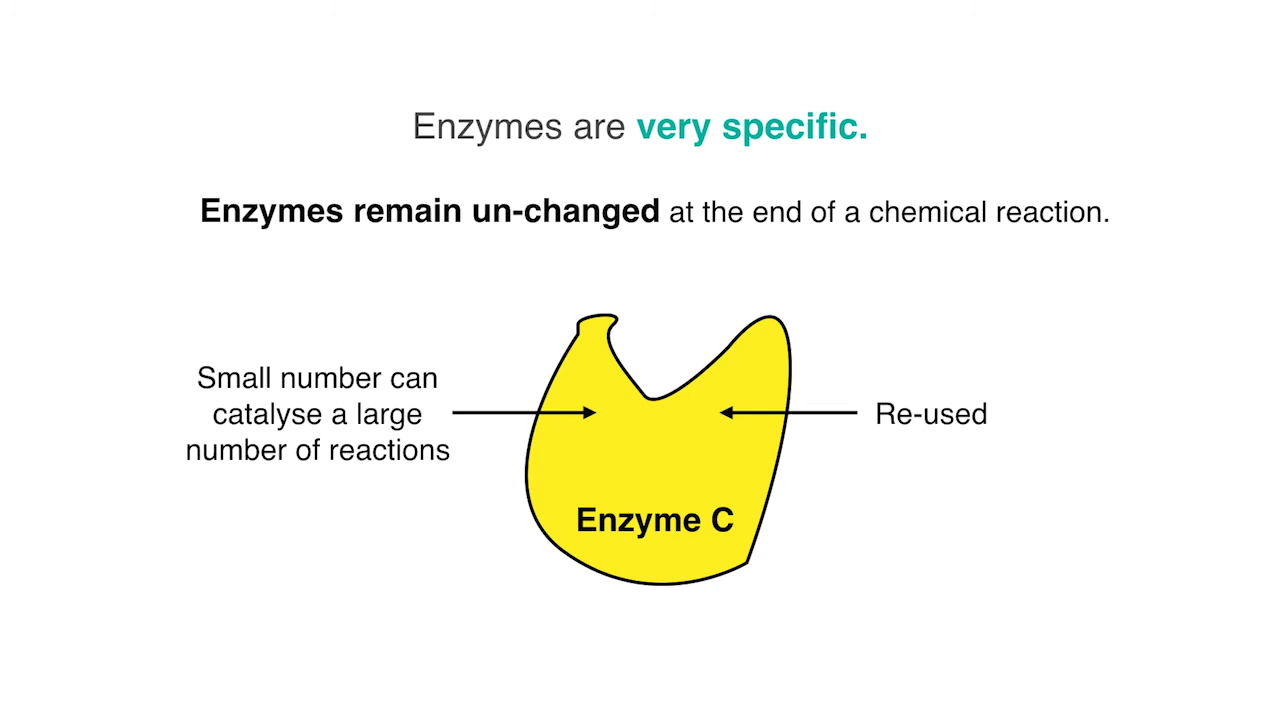 Enzymes are very specific.
Enzymes remain un-changed at the end of a chemical reaction.
Small number can
catalyse a large
number of reactions
Re-used
Enzyme C